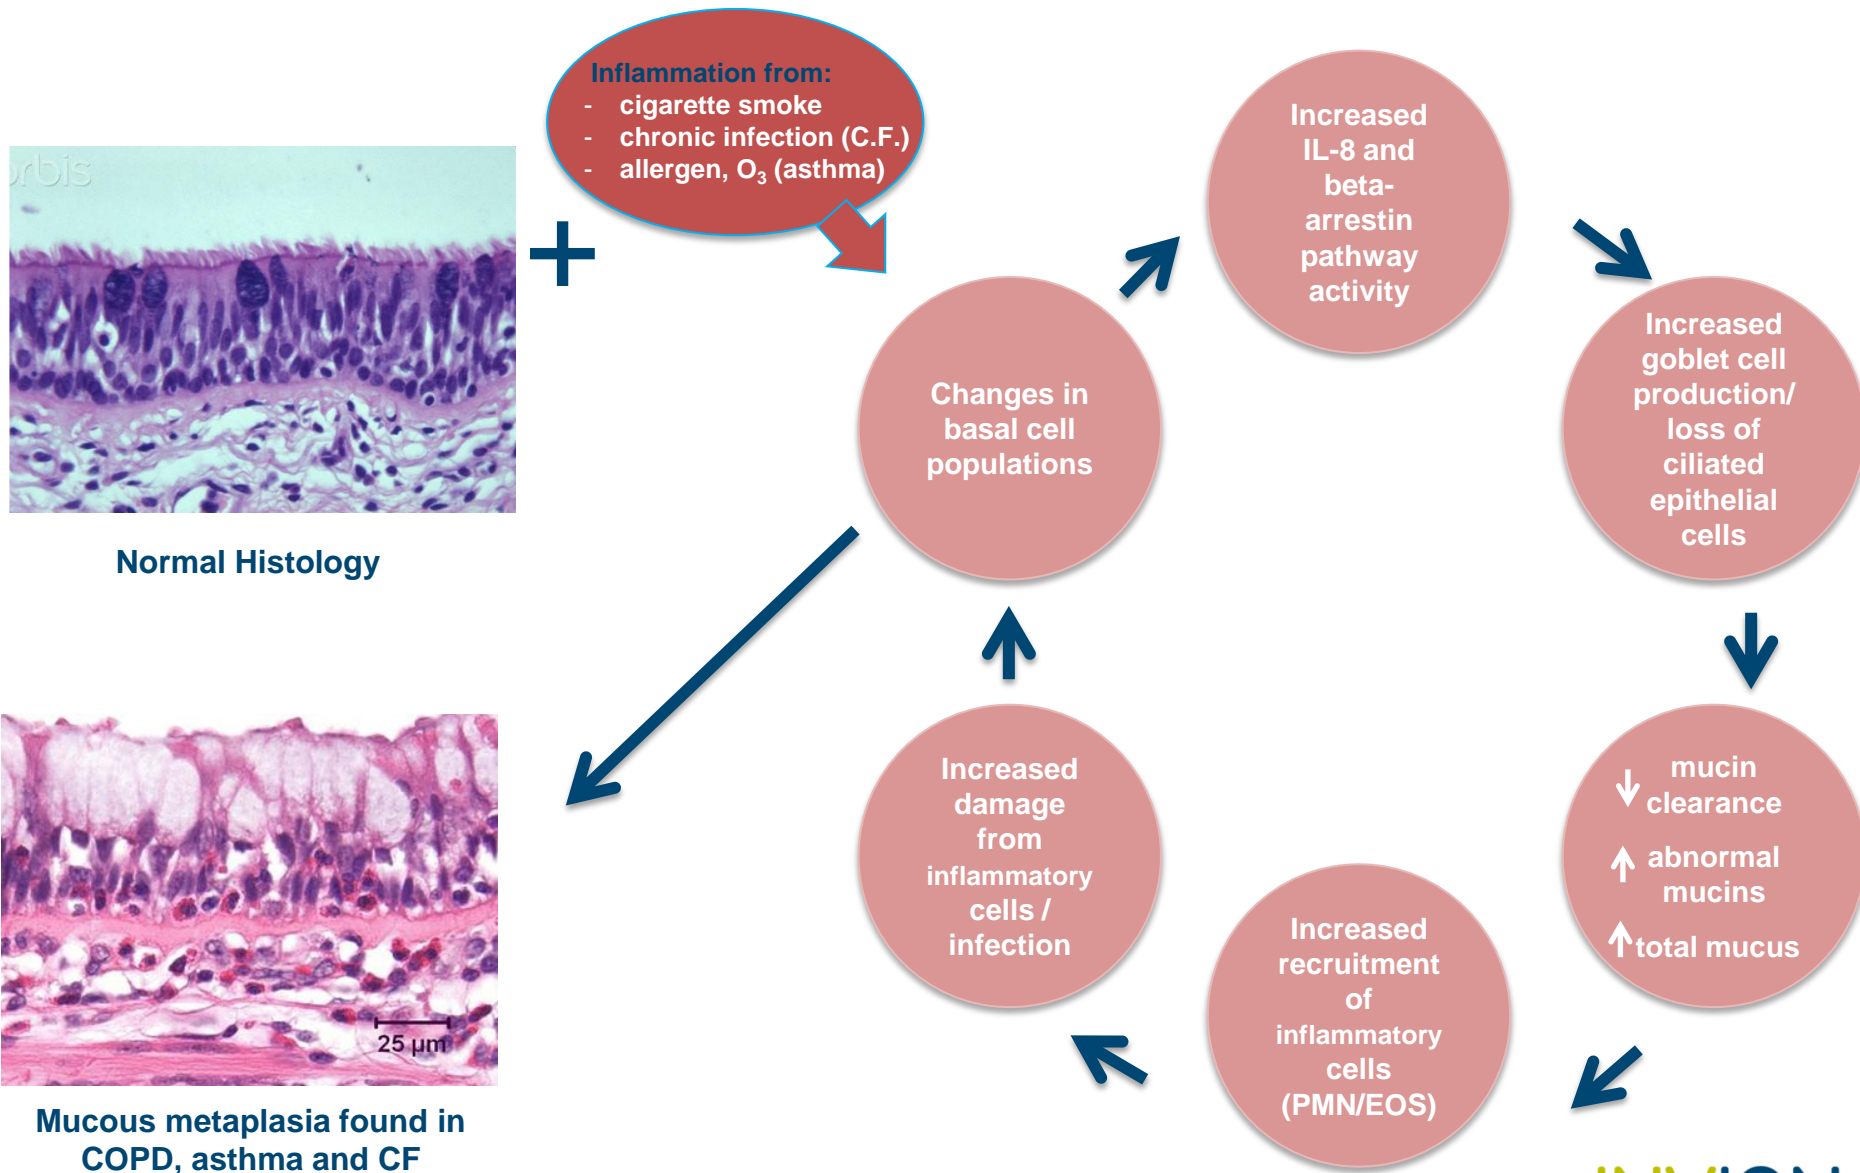 Inflammation from:
- cigarette smoke
- chronic infection (C.F.)
- allergen, O₃ (asthma)
Normal Histology
Changes in
basal cell
populations
Increased
IL-8 and
beta-
arrestin
pathway
activity
Increased
goblet cell
production/
loss of
ciliated
epithelial
cells
↓ mucin
clearance
↑ abnormal
mucins
↑ total mucus
Increased
recruitment
of
inflammatory
cells
(PMN/EOS)
Increased
damage
from
inflammatory
cells /
infection
25 µm
Mucous metaplasia found in
COPD, asthma and CF